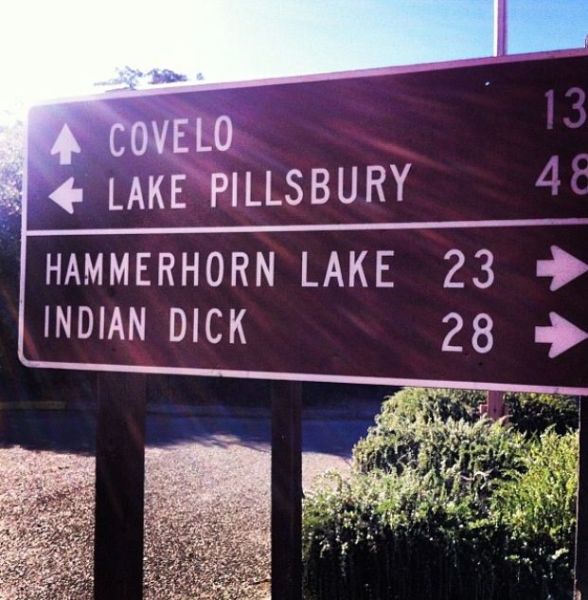 COVELO 13
LAKE PILLSBURY 48
HAMMERHORN LAKE 23
INDIAN DICK 28